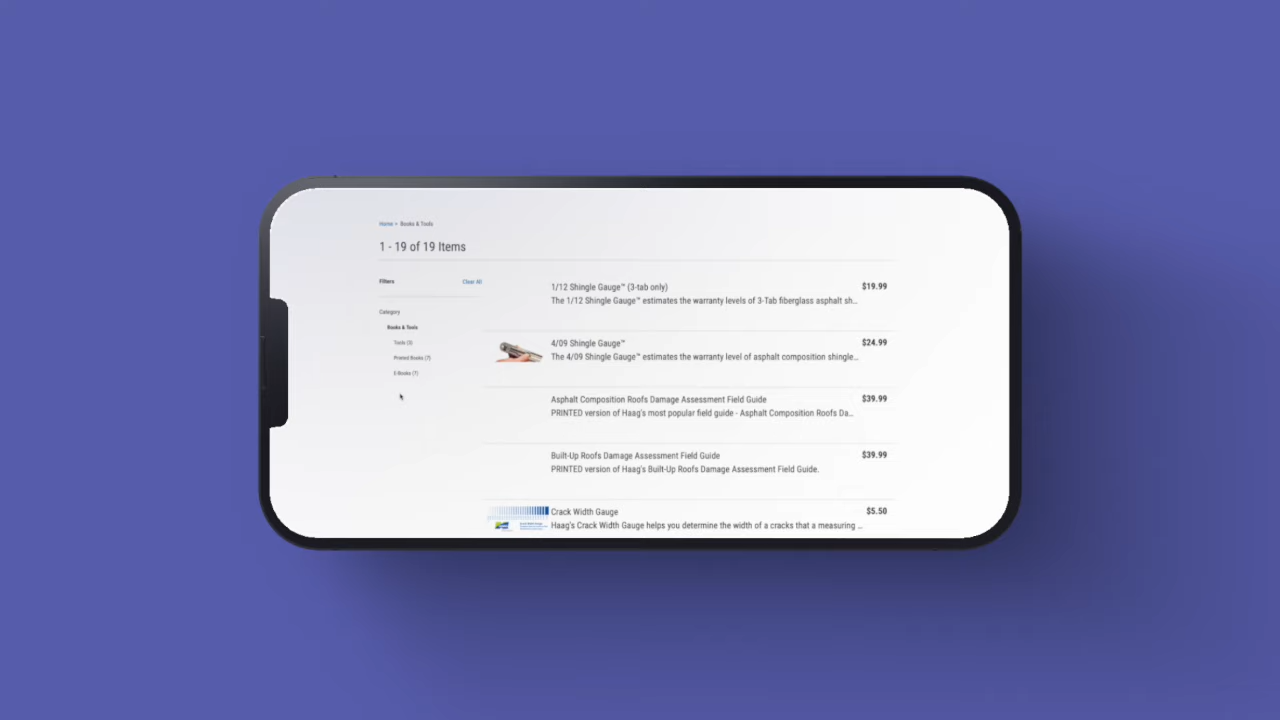 Home > Books & Tools
1 - 19 of 19 Items
Filters
Clear All
Category
Books & Tools
Tools (5)
Printed Books (7)
E-Books (7)
1/12 Shingle Gauge™ (3-tab only)
$19.99
The 1/12 Shingle Gauge™ estimates the warranty levels of 3-Tab fiberglass asphalt sh...
4/09 Shingle Gauge™
$24.99
The 4/09 Shingle Gauge™ estimates the warranty level of asphalt composition shingle...
Asphalt Composition Roofs Damage Assessment Field Guide
$39.99
PRINTED version of Haag's most popular field guide - Asphalt Composition Roofs Da...
Built-Up Roofs Damage Assessment Field Guide
$39.99
PRINTED version of Haag's Built-Up Roofs Damage Assessment Field Guide.
Crack Width Gauge
$5.50
Haag's Crack Width Gauge helps you determine the width of a cracks that a measuring ...